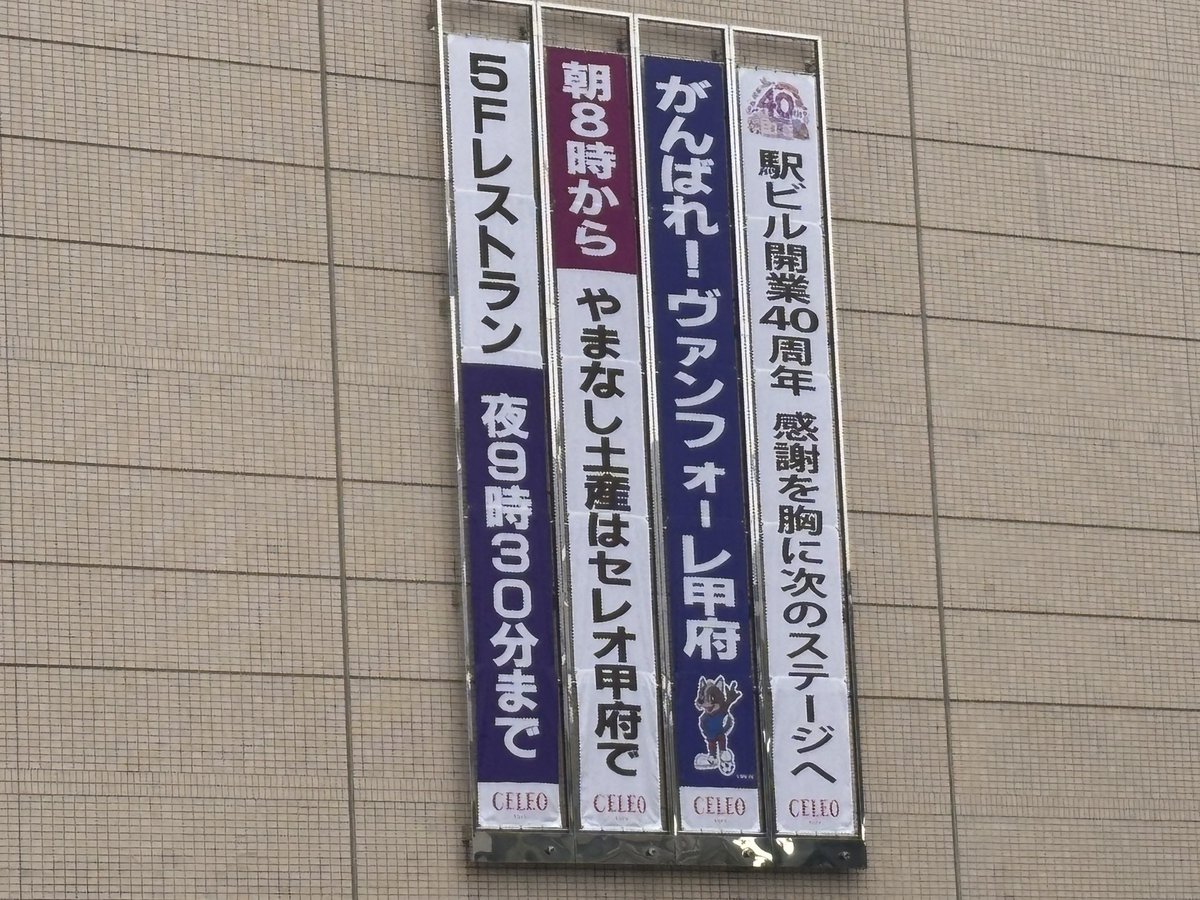 40th
駅ビル開業40周年 感謝を胸に次のステージへ
CELEO
がんばれ！ヴァンフォーレ甲府
CELEO
朝8時から やまなし土産はセレオ甲府で
CELEO
5Fレストラン 夜9時30分まで
CELEO